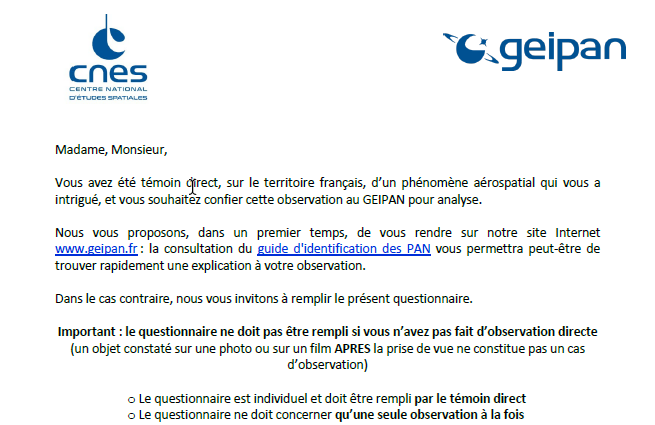 cnes
CENTRE NATIONAL
D'ÉTUDES SPATIALES
geipan
Madame, Monsieur,
Vous avez été témoin direct, sur le territoire français, d'un phénomène aérospatial qui vous a
intrigué, et vous souhaitez confier cette observation au GEIPAN pour analyse.
Nous vous proposons, dans un premier temps, de vous rendre sur notre site Internet
www.geipan.fr : la consultation du guide d'identification des PAN vous permettra peut-être de
trouver rapidement une explication à votre observation.
Dans le cas contraire, nous vous invitons à remplir le présent questionnaire.
Important : le questionnaire ne doit pas être rempli si vous n'avez pas fait d'observation directe
(un objet constaté sur une photo ou sur un film APRES la prise de vue ne constitue pas un cas
d'observation)
o Le questionnaire est individuel et doit être rempli par le témoin direct
o Le questionnaire ne doit concerner qu'une seule observation à la fois